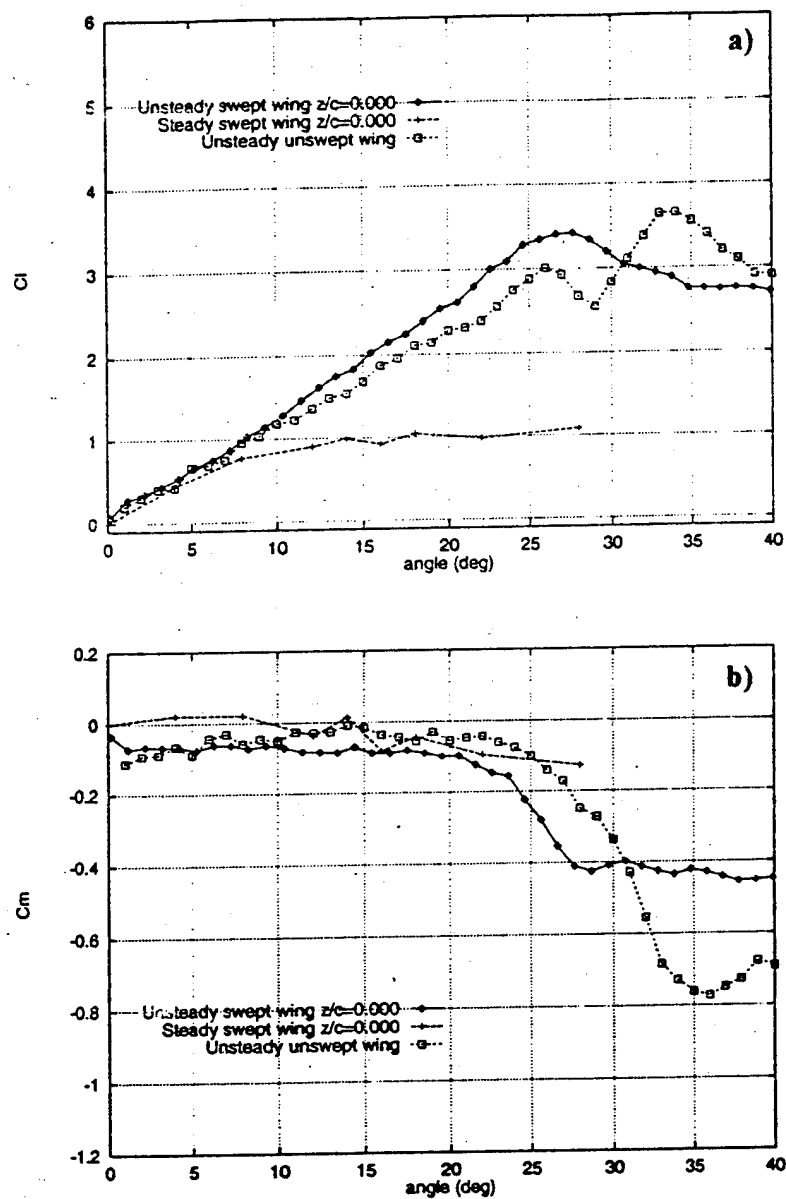 a)
6
5
4
3
2
1
0
Cl
Unsteady swept wing z/c=0.000
Steady swept wing z/c=0.000
Unsteady unswept wing
0 5 10 15 20 25 30 35 40
angle (deg)
b)
0.2
0
-0.2
-0.4
-0.6
-0.8
-1
-1.2
Cm
Unsteady swept wing z/c=0.000
Steady swept wing z/c=0.000
Unsteady unswept wing
0 5 10 15 20 25 30 35 40
angle (deg)